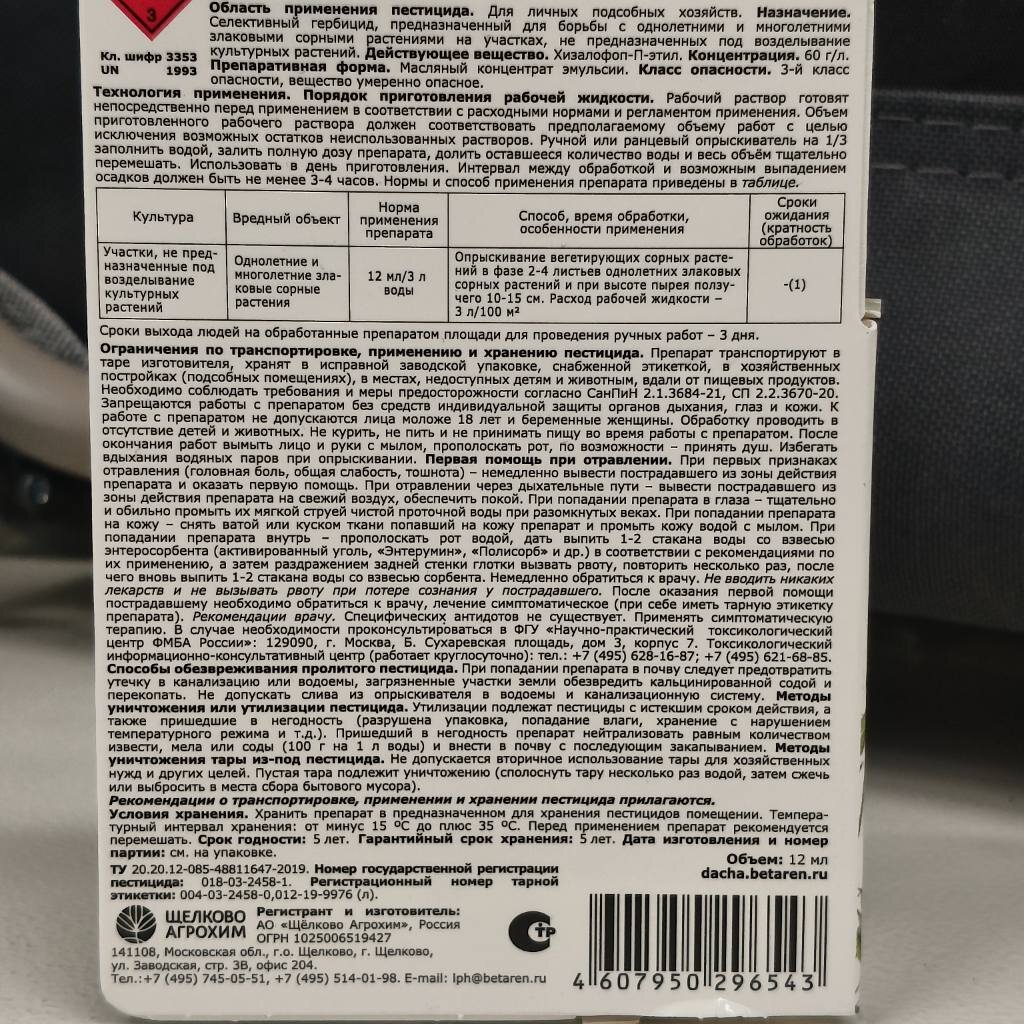 3
Кл. шифр 3353
UN 1993
Область применения пестицида. Для личных подсобных хозяйств. Назначение.
Селективный гербицид, предназначенный для борьбы с однолетними и многолетними
злаковыми сорными растениями на участках, не предназначенных под возделывание
культурных растений. Действующее вещество. Хизалофоп-П-этил. Концентрация. 60 г/л.
Препаративная форма. Масляный концентрат эмульсии. Класс опасности. 3-й класс
опасности, вещество умеренно опасное.
Технология применения. Порядок приготовления рабочей жидкости. Рабочий раствор готовят
непосредственно перед применением в соответствии с расходными нормами и регламентом применения. Объем
приготовленного рабочего раствора должен соответствовать предполагаемому объему работ с целью
исключения возможных остатков неиспользованных растворов. Ручной или ранцевый опрыскиватель на 1/3
заполнить водой, залить полную дозу препарата, долить оставшееся количество воды и весь объём тщательно
перемешать. Использовать в день приготовления. Интервал между обработкой и возможным выпадением
осадков должен быть не менее 3-4 часов. Нормы и способ применения препарата приведены в таблице.
Культура
Вредный объект
Норма
применения
препарата
Способ, время обработки,
особенности применения
Сроки
ожидания
(кратность
обработок)
Участки, не пред-
назначенные под
возделывание
культурных
растений
Однолетние и
многолетние зла-
ковые сорные
растения
12 мл/3 л
воды
Опрыскивание вегетирующих сорных расте-
ний в фазе 2-4 листьев однолетних злаковых
сорных растений и при высоте пырея ползу-
чего 10-15 см. Расход рабочей жидкости –
3 л/100 м²
-(1)
Сроки выхода людей на обработанные препаратом площади для проведения ручных работ – 3 дня.
Ограничения по транспортировке, применению и хранению пестицида. Препарат транспортируют в
таре изготовителя, хранят в исправной заводской упаковке, снабженной этикеткой, в хозяйственных
постройках (подсобных помещениях), в местах, недоступных детям и животным, вдали от пищевых продуктов.
Необходимо соблюдать требования и меры предосторожности согласно СанПиН 2.1.3684-21, СП 2.2.3670-20.
Запрещаются работы с препаратом без средств индивидуальной защиты органов дыхания, глаз и кожи. К
работе с препаратом не допускаются лица моложе 18 лет и беременные женщины. Обработку проводить в
отсутствие детей и животных. Не курить, не пить и не принимать пищу во время работы с препаратом. После
окончания работ вымыть лицо и руки с мылом, прополоскать рот, по возможности – принять душ. Избегать
вдыхания водяных паров при опрыскивании. Первая помощь при отравлении. При первых признаках
отравления (головная боль, общая слабость, тошнота) – немедленно вывести пострадавшего из зоны действия
препарата и оказать первую помощь. При отравлении через дыхательные пути – вывести пострадавшего из
зоны действия препарата на свежий воздух, обеспечить покой. При попадании препарата в глаза – тщательно
и обильно промыть их мягкой струей чистой проточной воды при разомкнутых веках. При попадании препарата
на кожу – снять ватой или куском ткани попавший на кожу препарат и промыть кожу водой с мылом. При
попадании препарата внутрь – прополоскать рот водой, дать выпить 1-2 стакана воды со взвесью
энтеросорбента (активированный уголь, «Энтерумин», «Полисорб» и др.) в соответствии с рекомендациями по
их применению, а затем раздражением задней стенки глотки вызвать рвоту, повторить несколько раз, после
чего вновь выпить 1-2 стакана воды со взвесью сорбента. Немедленно обратиться к врачу. Не вводить никаких
лекарств и не вызывать рвоту при потере сознания у пострадавшего. После оказания первой помощи
пострадавшему необходимо обратиться к врачу, лечение симптоматическое (при себе иметь тарную этикетку
препарата). Рекомендации врачу. Специфических антидотов не существует. Применять симптоматическую
терапию. В случае необходимости проконсультироваться в ФГУ «Научно-практический токсикологический
центр ФМБА России»: 129090, г. Москва, Б. Сухаревская площадь, дом 3, корпус 7. Токсикологический
информационно-консультативный центр (работает круглосуточно): тел.: +7 (495) 628-16-87; +7 (495) 621-68-85.
Способы обезвреживания пролитого пестицида. При попадании препарата в почву следует предотвратить
утечку в канализацию или водоемы, загрязненные участки земли обезвредить кальцинированной содой и
перекопать. Не допускать слива из опрыскивателя в водоемы и канализационную систему. Методы
уничтожения или утилизации пестицида. Утилизации подлежат пестициды с истекшим сроком действия, а
также пришедшие в негодность (разрушена упаковка, попадание влаги, хранение с нарушением
температурного режима и т.д.). Пришедший в негодность препарат нейтрализовать равным количеством
извести, мела или соды (100 г на 1 л воды) и внести в почву с последующим закапыванием. Методы
уничтожения тары из-под пестицида. Не допускается вторичное использование тары для хозяйственных
нужд и других целей. Пустая тара подлежит уничтожению (сполоснуть тару несколько раз водой, затем сжечь
или выбросить в места сбора бытового мусора).
Рекомендации о транспортировке, применении и хранении пестицида прилагаются.
Условия хранения. Хранить препарат в предназначенном для хранения пестицидов помещении. Темпера-
турный интервал хранения: от минус 15 ºС до плюс 35 ºС. Перед применением препарат рекомендуется
перемешать. Срок годности: 5 лет. Гарантийный срок хранения: 5 лет. Дата изготовления и номер
партии: см. на упаковке.
Объем: 12 мл
dacha.betaren.ru
ТУ 20.20.12-085-48811647-2019. Номер государственной регистрации
пестицида: 018-03-2458-1. Регистрационный номер тарной
этикетки: 004-03-2458-0,012-19-9976 (л).
ЩЕЛКОВО
АГРОХИМ
Регистрант и изготовитель:
АО «Щёлково Агрохим», Россия
ОГРН 1025006519427
141108, Московская обл., г.о. Щелково, г. Щелково,
ул. Заводская, стр. 3В, офис 204.
Тел.:+7 (495) 745-05-51, +7 (495) 514-01-98. E-mail: lph@betaren.ru
СТР
4 607950 296543